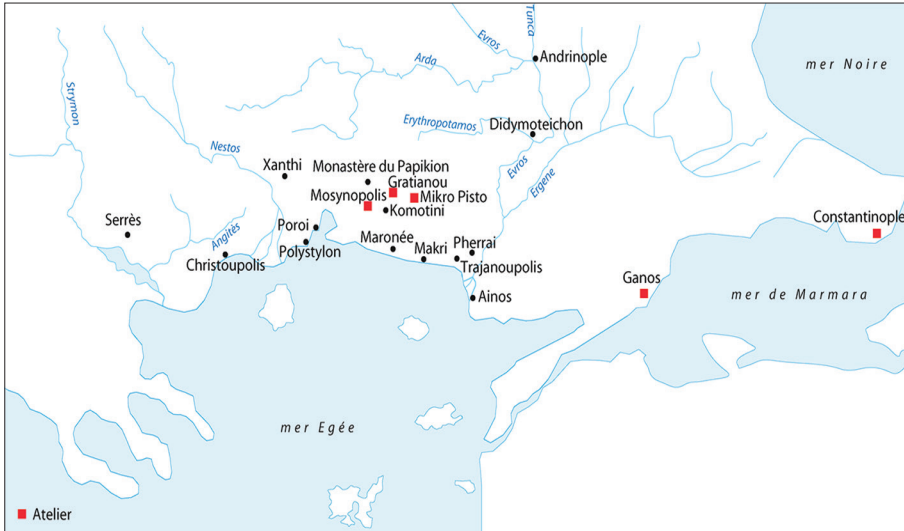 Tunca
Evros
Andrinople
mer Noire
Arda
Strymon
Erythropotamos
Didymoteichon
Nestos
Xanthi
Monastère du Papikion
Gratianou
Evros
Ergene
Mosynopolis
Mikro Pisto
Komotini
Serrès
Constantinople
Angitès
Poroi
Polystylon
Maronée
Makri
Pherrai
Trajanoupolis
Christoupolis
Ganos
Ainos
mer de Marmara
mer Egée
Atelier